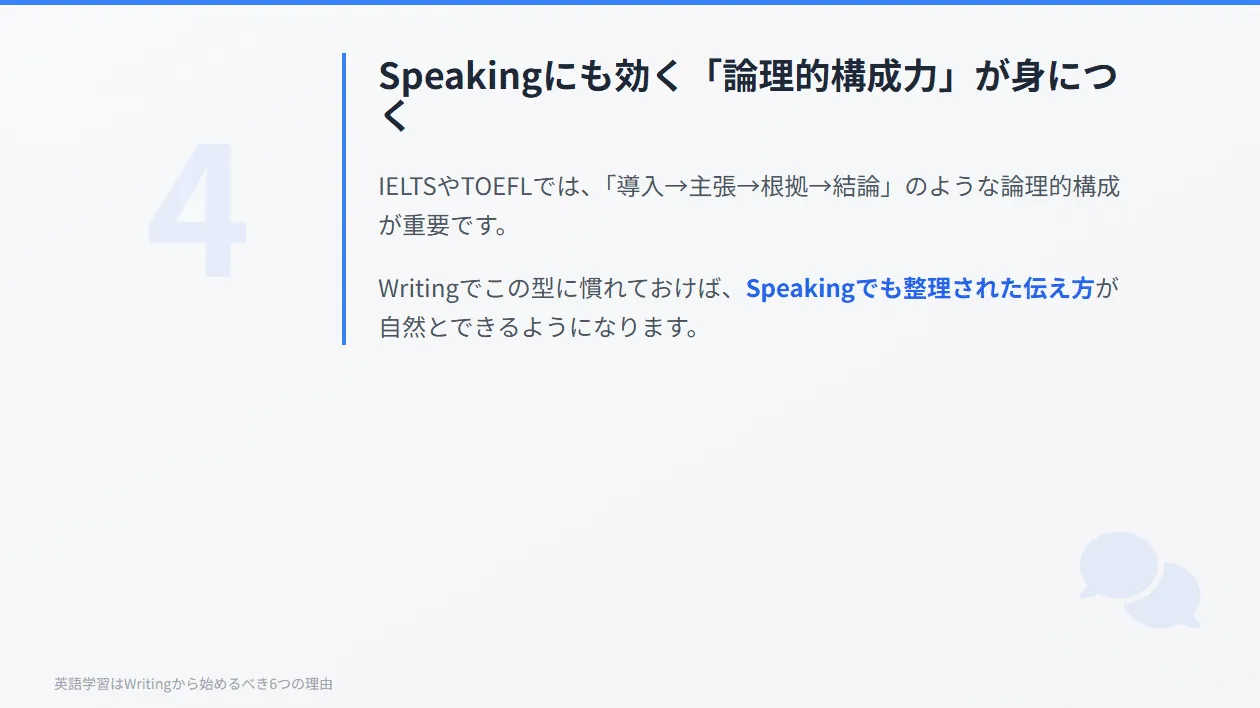 4
Speakingにも効く「論理的構成力」が身につ
く
IELTSやTOEFLでは、「導入→主張→根拠→結論」のような論理的構成
が重要です。
Writingでこの型に慣れておけば、Speakingでも整理された伝え方が
自然とできるようになります。
英語学習はWritingから始めるべき6つの理由